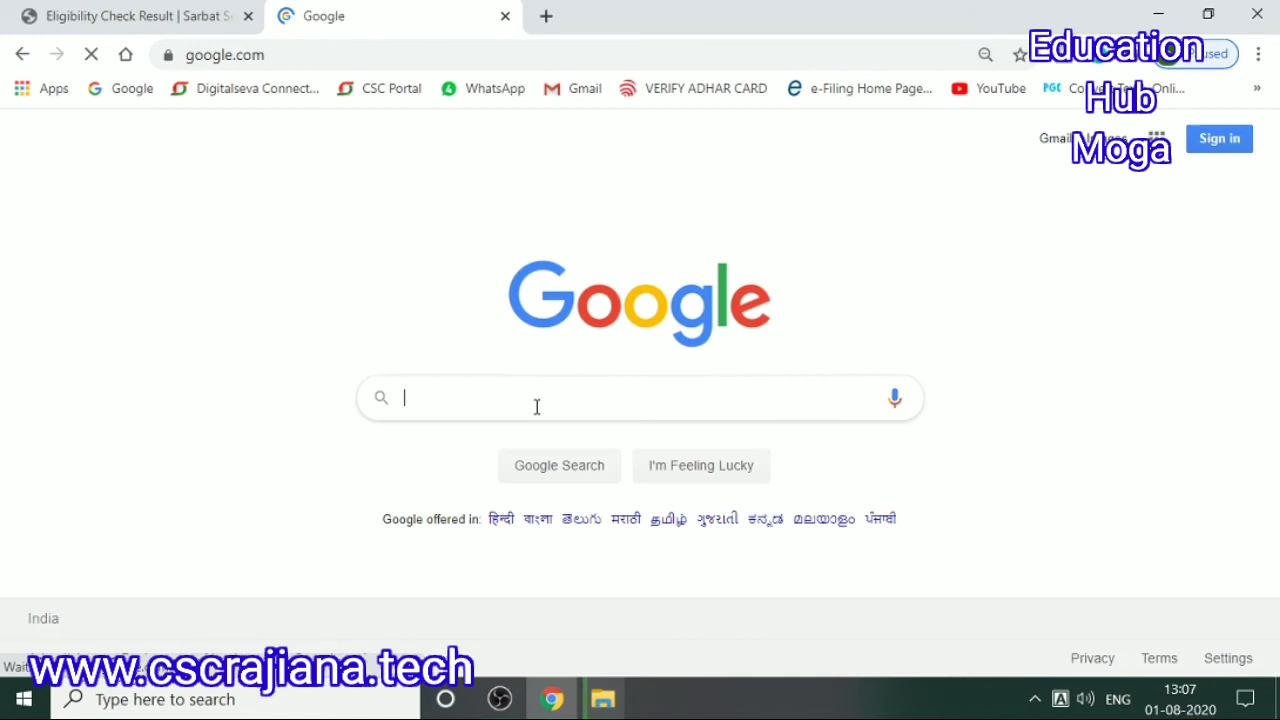 Eligibility Check Result | Sarbat S
Google
google.com
Education
Hub
Moga
Apps
Google
Digitalseva Connect...
CSC Portal
WhatsApp
Gmail
VERIFY ADHAR CARD
e-Filing Home Page...
YouTube
»
Gmail
Sign in
Google
Google Search
I'm Feeling Lucky
Google offered in: हिन्दी বাংলা తెలుగు मराठी தமிழ் ગુજરાતી ಕನ್ನಡ മലയാളം ਪੰਜਾਬੀ
India
Privacy
Terms
Settings
www.cscrajiana.tech
Type here to search
ENG
13:07
01-08-2020